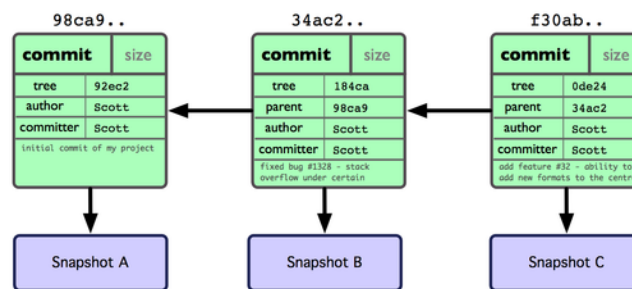 98ca9..
commit size
tree 92ec2
author Scott
committer Scott
initial commit of my project
Snapshot A
34ac2..
commit size
tree 184ca
parent 98ca9
author Scott
committer Scott
fixed bug #1328 - stack
overflow under certain
Snapshot B
f30ab..
commit size
tree 0de24
parent 34ac2
author Scott
committer Scott
add feature #32 - ability to
add new formats to the centr
Snapshot C